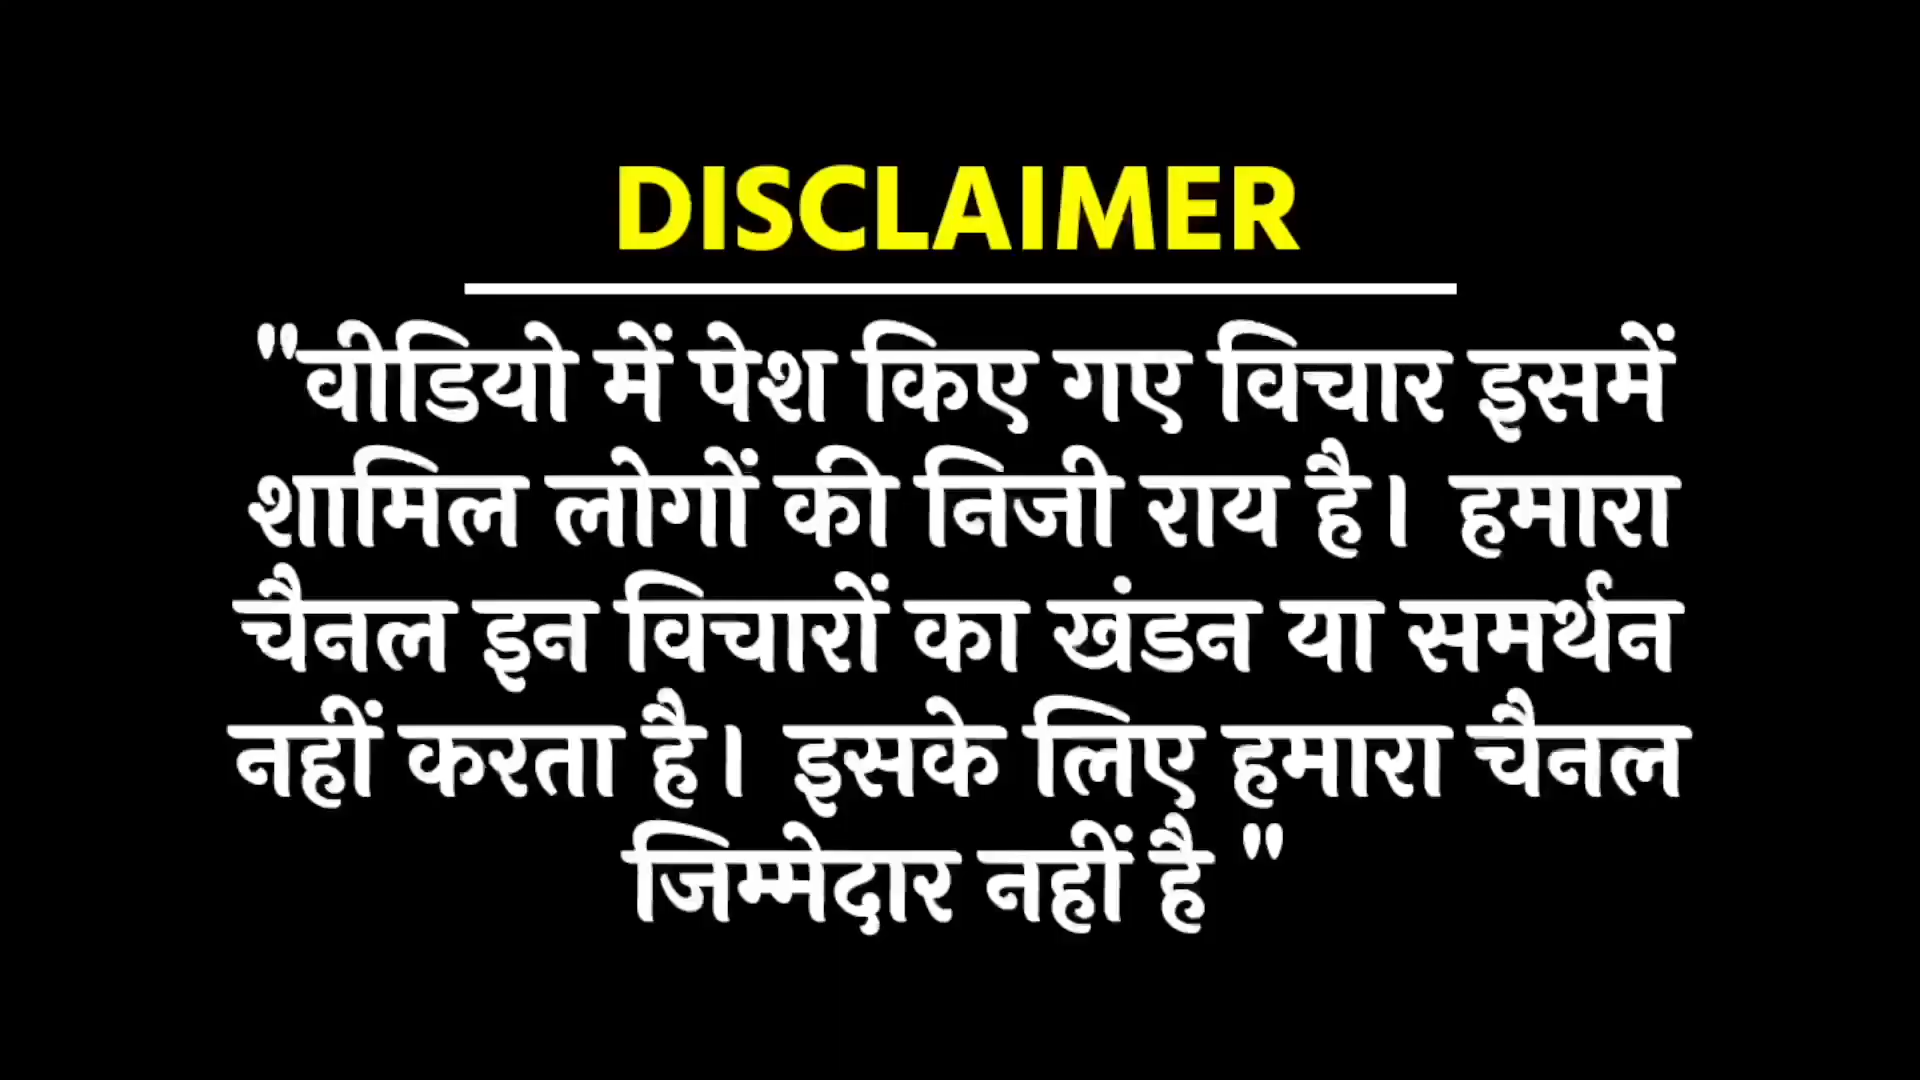 DISCLAIMER
"वीडियो में पेश किए गए विचार इसमें
शामिल लोगों की निजी राय है। हमारा
चैनल इन विचारों का खंडन या समर्थन
नहीं करता है। इसके लिए हमारा चैनल
जिम्मेदार नहीं है "